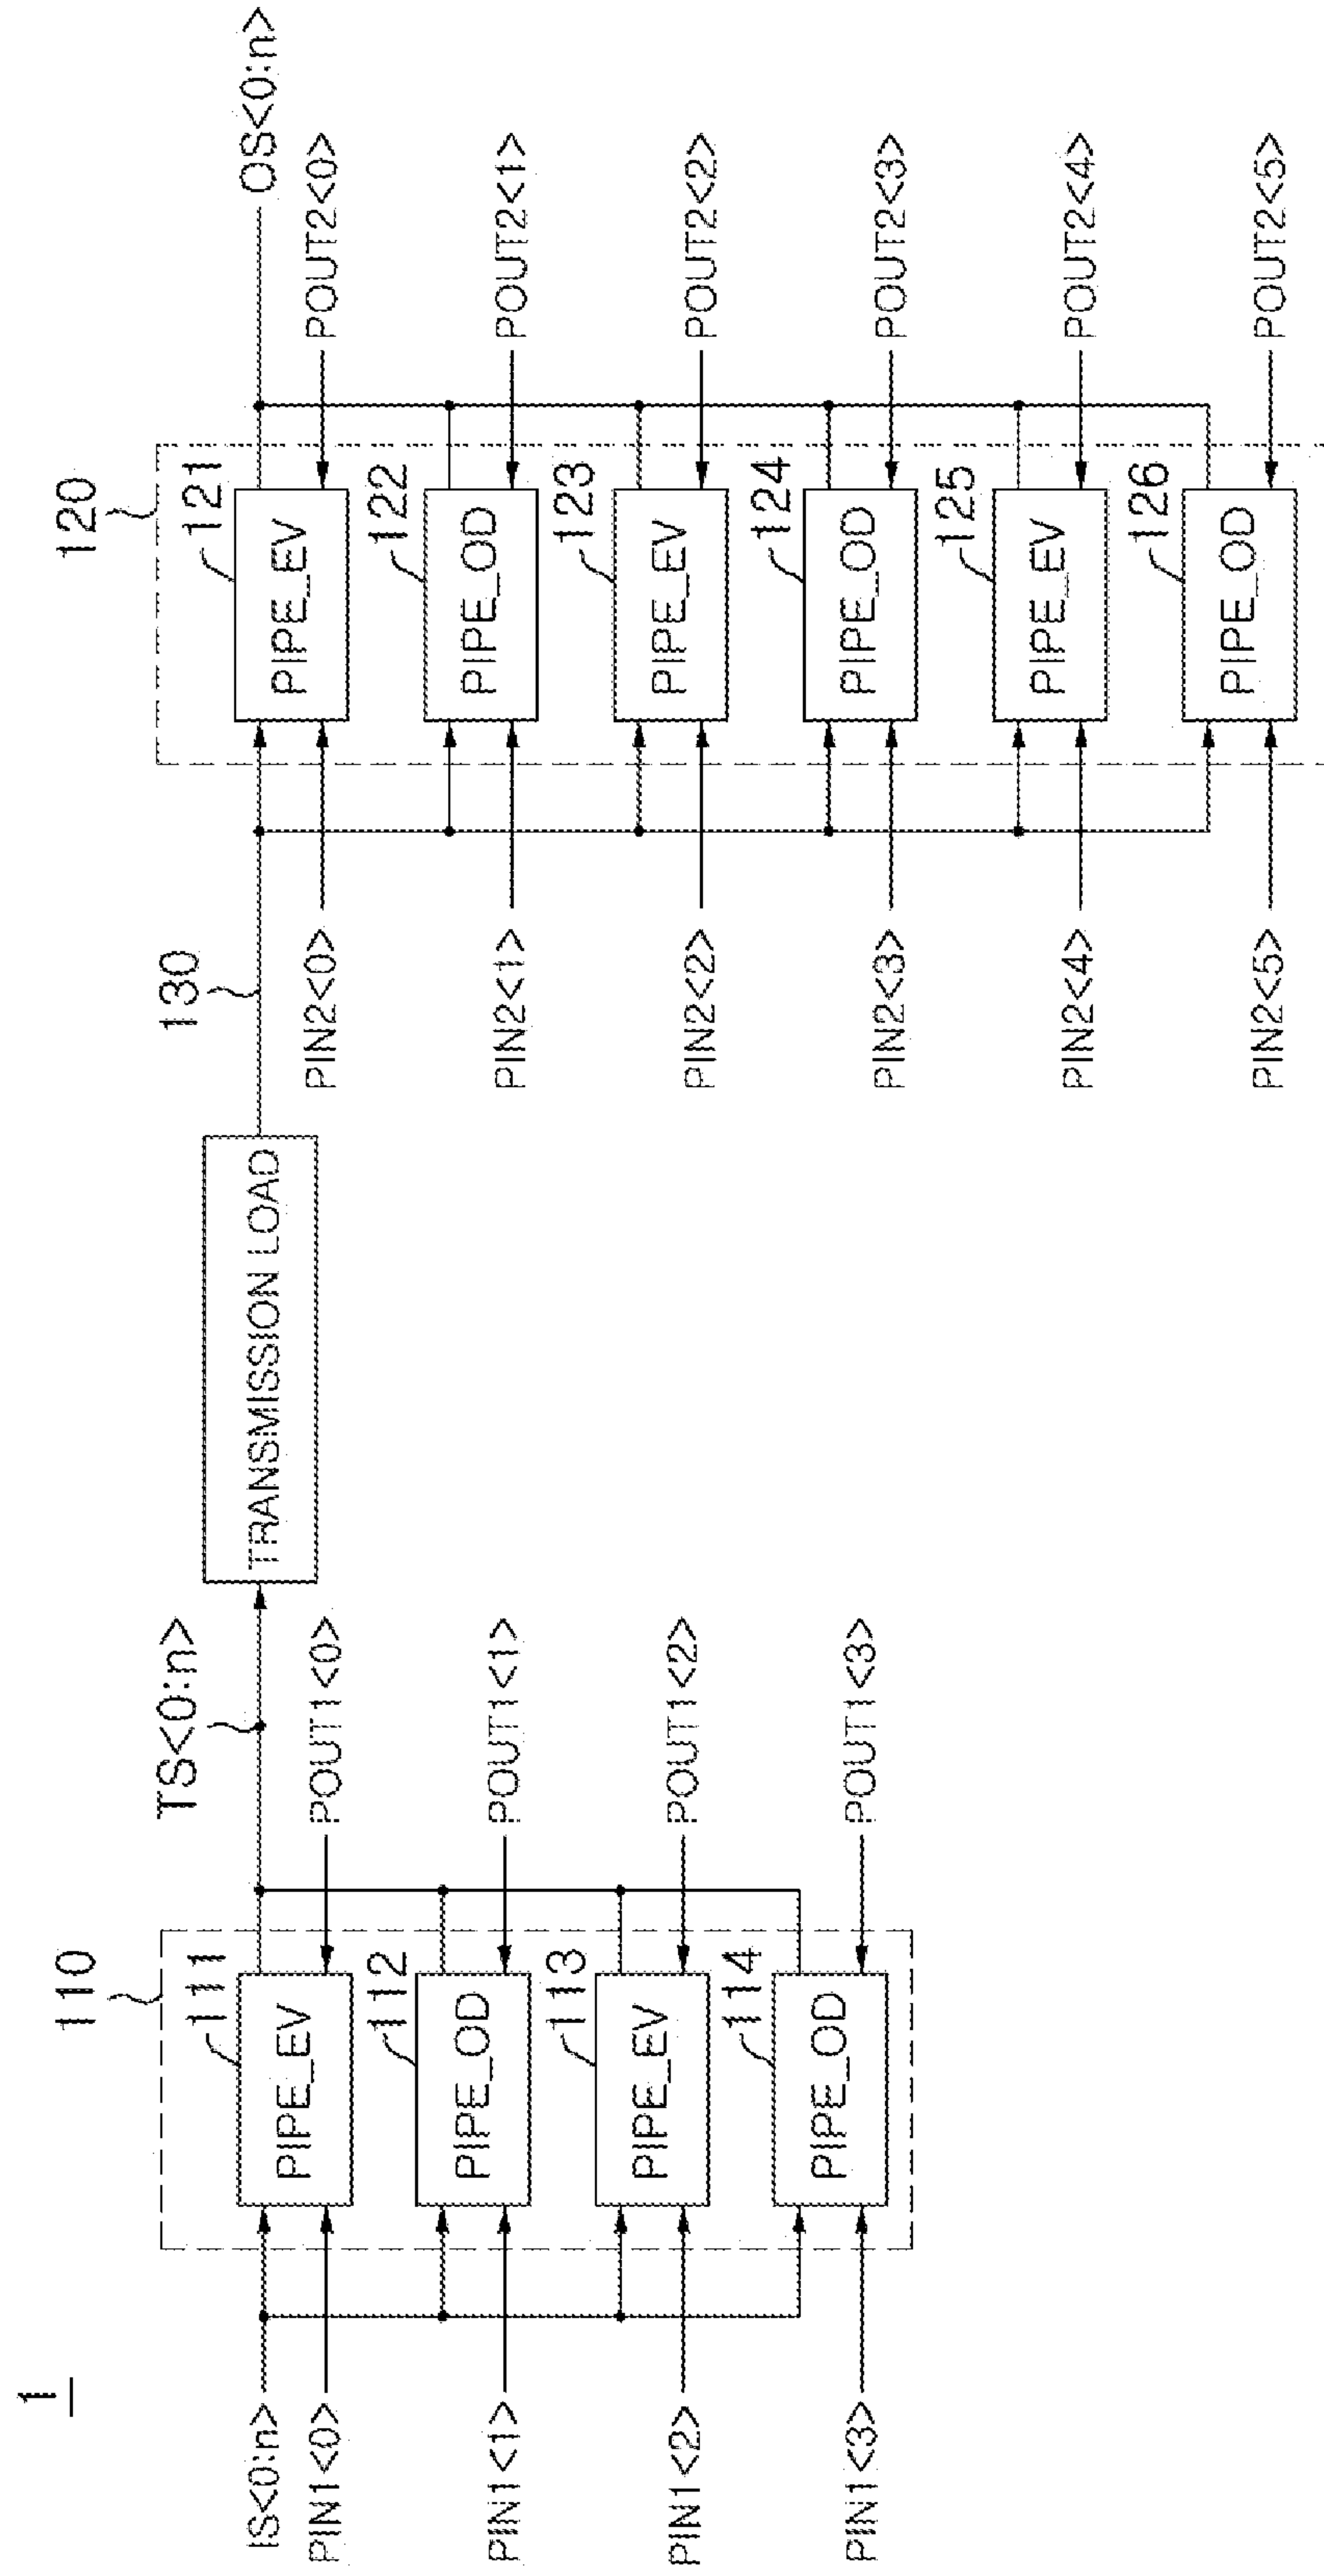 1
110
IS<0:n>
PIN1<0>
111
PIPE_EV
POUT1<0>
PIN1<1>
112
PIPE_OD
POUT1<1>
PIN1<2>
113
PIPE_EV
POUT1<2>
PIN1<3>
114
PIPE_OD
POUT1<3>
TS<0:n>
TRANSMISSION LOAD
130
120
PIN2<0>
121
PIPE_EV
OS<0:n>
POUT2<0>
PIN2<1>
122
PIPE_OD
POUT2<1>
PIN2<2>
123
PIPE_EV
POUT2<2>
PIN2<3>
124
PIPE_OD
POUT2<3>
PIN2<4>
125
PIPE_EV
POUT2<4>
PIN2<5>
126
PIPE_OD
POUT2<5>